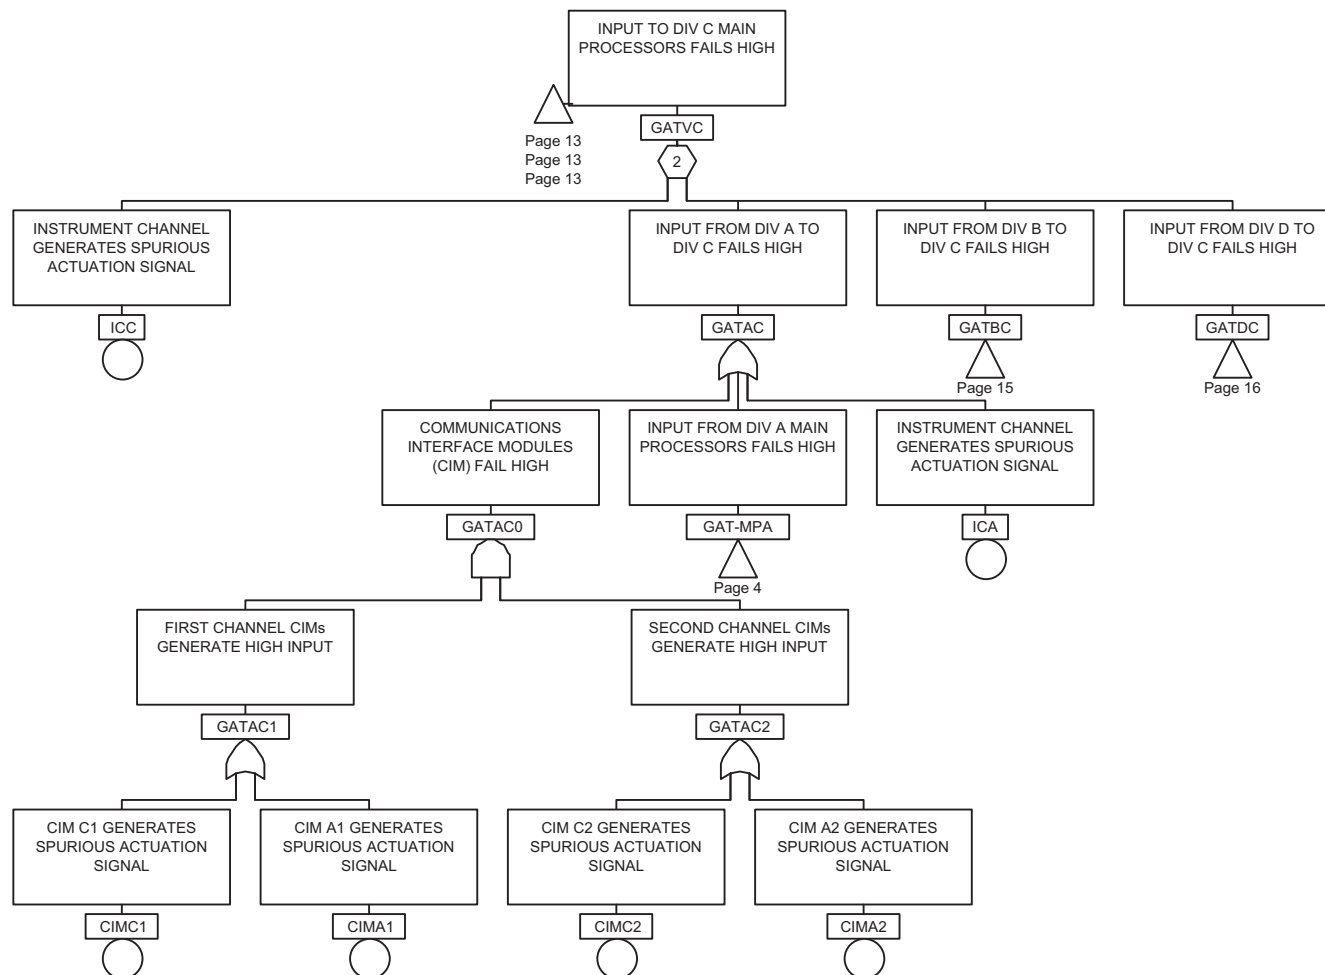 INPUT TO DIV C MAIN
PROCESSORS FAILS HIGH
Page 13
Page 13
Page 13
GATVC
2
INSTRUMENT CHANNEL
GENERATES SPURIOUS
ACTUATION SIGNAL
ICC
INPUT FROM DIV A TO
DIV C FAILS HIGH
GATAC
INPUT FROM DIV B TO
DIV C FAILS HIGH
GATBC
Page 15
INPUT FROM DIV D TO
DIV C FAILS HIGH
GATDC
Page 16
COMMUNICATIONS
INTERFACE MODULES
(CIM) FAIL HIGH
GATAC0
INPUT FROM DIV A MAIN
PROCESSORS FAILS HIGH
GAT-MPA
Page 4
INSTRUMENT CHANNEL
GENERATES SPURIOUS
ACTUATION SIGNAL
ICA
FIRST CHANNEL CIMs
GENERATE HIGH INPUT
GATAC1
SECOND CHANNEL CIMs
GENERATE HIGH INPUT
GATAC2
CIM C1 GENERATES
SPURIOUS ACTUATION
SIGNAL
CIMC1
CIM A1 GENERATES
SPURIOUS ACTUATION
SIGNAL
CIMA1
CIM C2 GENERATES
SPURIOUS ACTUATION
SIGNAL
CIMC2
CIM A2 GENERATES
SPURIOUS ACTUATION
SIGNAL
CIMA2